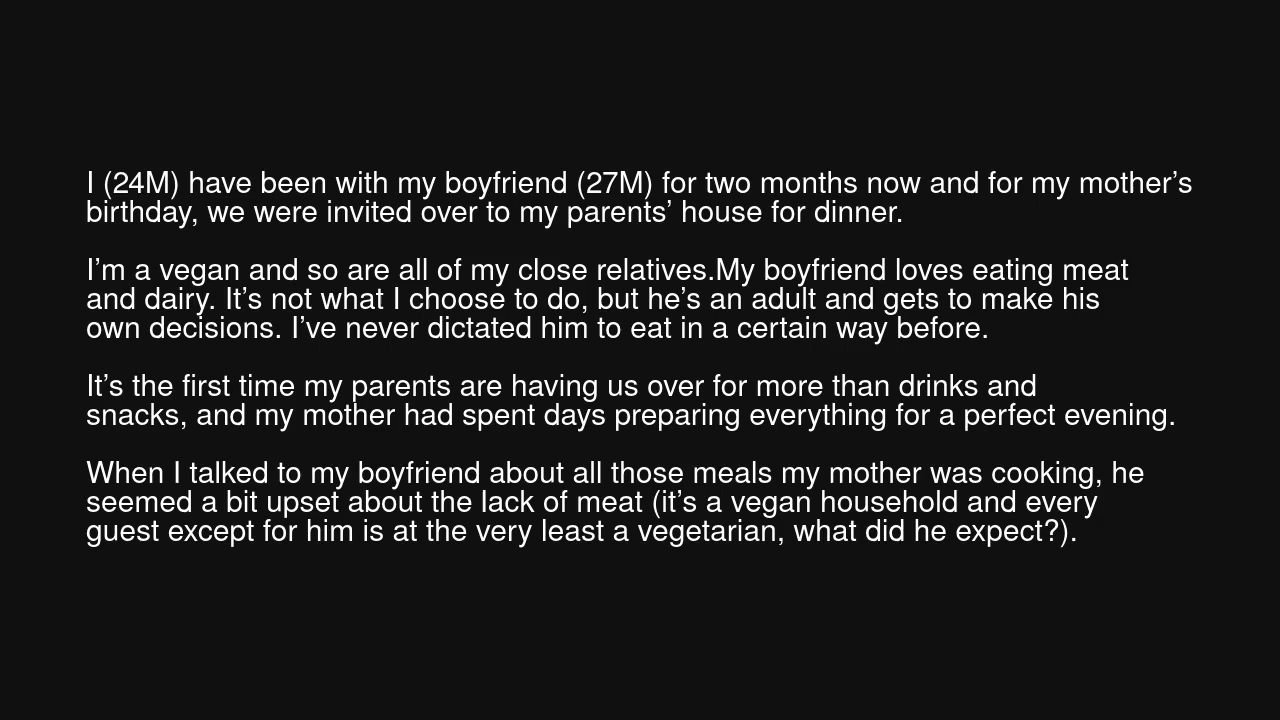 I (24M) have been with my boyfriend (27M) for two months now and for my mother’s
birthday, we were invited over to my parents’ house for dinner.
I’m a vegan and so are all of my close relatives.My boyfriend loves eating meat
and dairy. It’s not what I choose to do, but he’s an adult and gets to make his
own decisions. I’ve never dictated him to eat in a certain way before.
It’s the first time my parents are having us over for more than drinks and
snacks, and my mother had spent days preparing everything for a perfect evening.
When I talked to my boyfriend about all those meals my mother was cooking, he
seemed a bit upset about the lack of meat (it’s a vegan household and every
guest except for him is at the very least a vegetarian, what did he expect?).